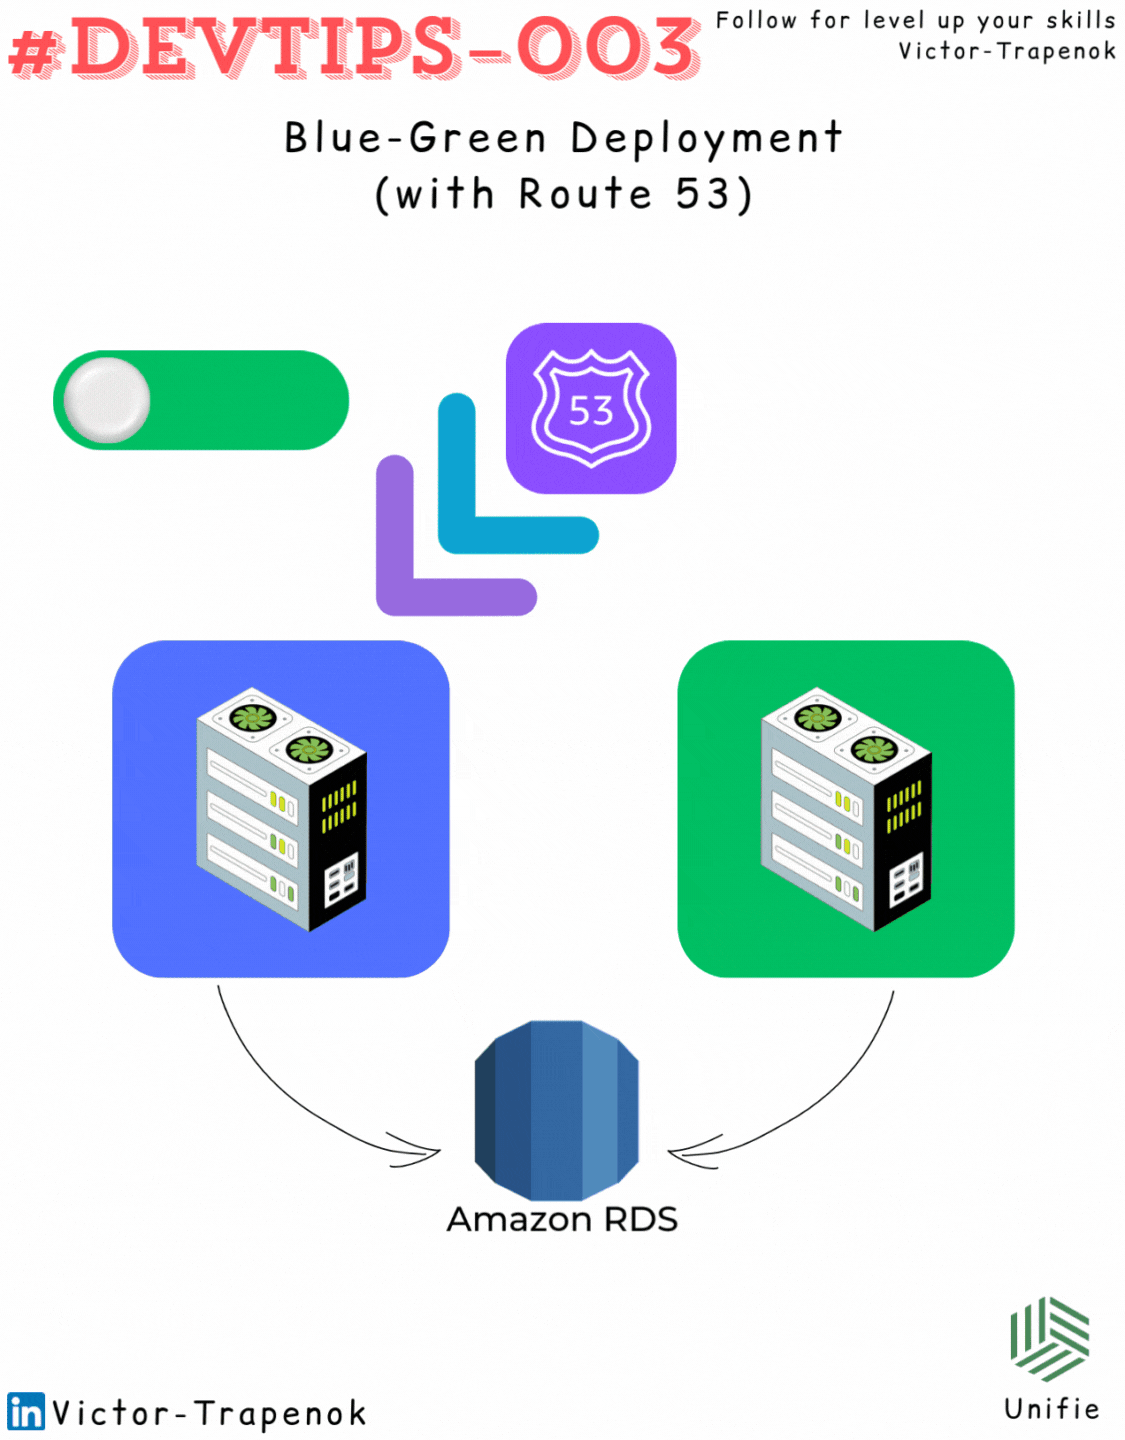 #DEVTIPS-003
Follow for level up your skills
Victor-Trapenok
Blue-Green Deployment
(with Route 53)
53
Amazon RDS
Unifie
in Victor-Trapenok